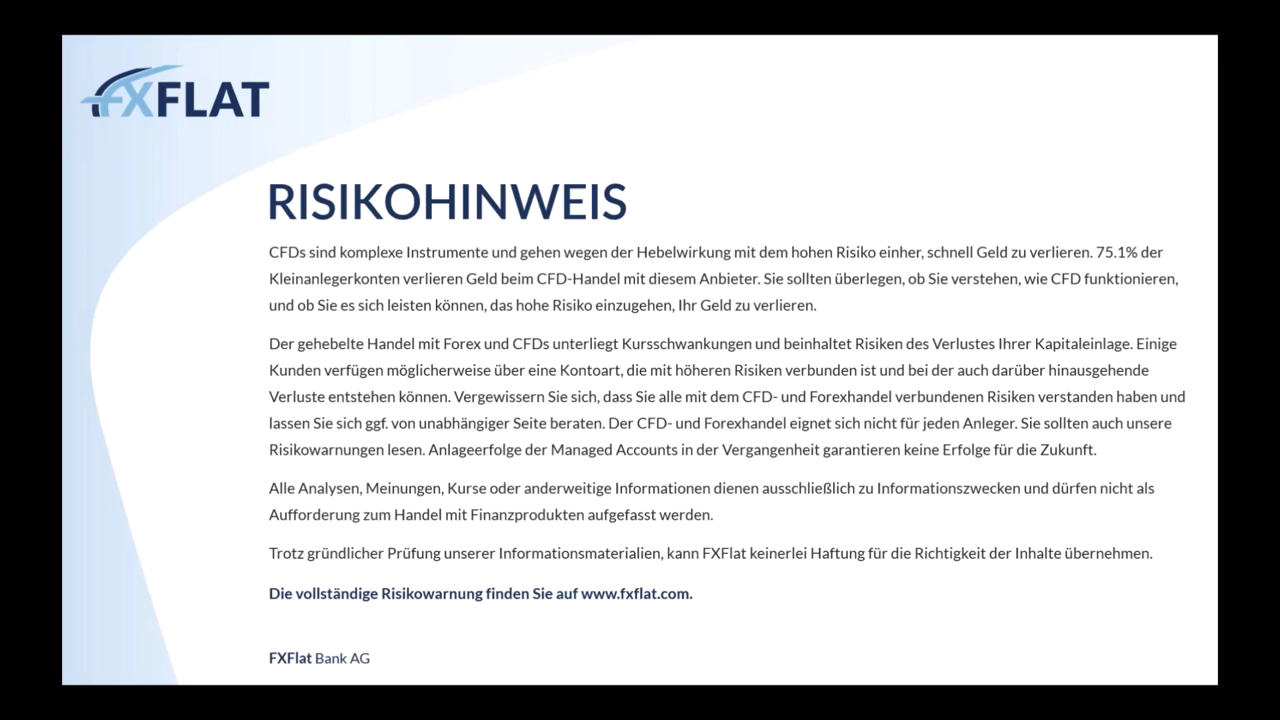 FXFLAT
RISIKOHINWEIS
CFDs sind komplexe Instrumente und gehen wegen der Hebelwirkung mit dem hohen Risiko einher, schnell Geld zu verlieren. 75.1% der
Kleinanlegerkonten verlieren Geld beim CFD-Handel mit diesem Anbieter. Sie sollten überlegen, ob Sie verstehen, wie CFD funktionieren,
und ob Sie es sich leisten können, das hohe Risiko einzugehen, Ihr Geld zu verlieren.
Der gehebelte Handel mit Forex und CFDs unterliegt Kursschwankungen und beinhaltet Risiken des Verlustes Ihrer Kapitaleinlage. Einige
Kunden verfügen möglicherweise über eine Kontoart, die mit höheren Risiken verbunden ist und bei der auch darüber hinausgehende
Verluste entstehen können. Vergewissern Sie sich, dass Sie alle mit dem CFD- und Forexhandel verbundenen Risiken verstanden haben und
lassen Sie sich ggf. von unabhängiger Seite beraten. Der CFD- und Forexhandel eignet sich nicht für jeden Anleger. Sie sollten auch unsere
Risikowarnungen lesen. Anlageerfolge der Managed Accounts in der Vergangenheit garantieren keine Erfolge für die Zukunft.
Alle Analysen, Meinungen, Kurse oder anderweitige Informationen dienen ausschließlich zu Informationszwecken und dürfen nicht als
Aufforderung zum Handel mit Finanzprodukten aufgefasst werden.
Trotz gründlicher Prüfung unserer Informationsmaterialien, kann FXFlat keinerlei Haftung für die Richtigkeit der Inhalte übernehmen.
Die vollständige Risikowarnung finden Sie auf www.fxflat.com.
FXFlat Bank AG